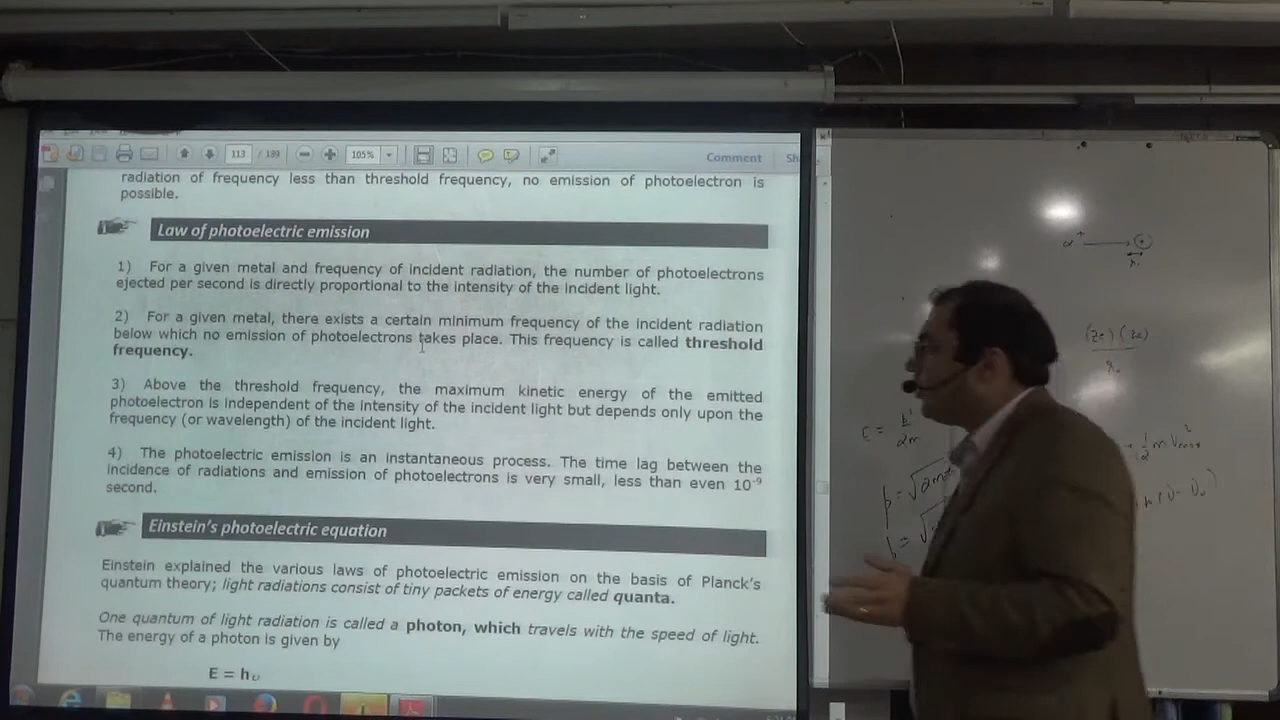 113 / 189
105%
Comment
radiation of frequency less than threshold frequency, no emission of photoelectron is
possible.
Law of photoelectric emission
1) For a given metal and frequency of incident radiation, the number of photoelectrons
ejected per second is directly proportional to the intensity of the incident light.
2) For a given metal, there exists a certain minimum frequency of the incident radiation
below which no emission of photoelectrons takes place. This frequency is called threshold
frequency.
3) Above the threshold frequency, the maximum kinetic energy of the emitted
photoelectron is independent of the intensity of the incident light but depends only upon the
frequency (or wavelength) of the incident light.
4) The photoelectric emission is an instantaneous process. The time lag between the
incidence of radiations and emission of photoelectrons is very small, less than even 10⁻⁹
second.
Einstein's photoelectric equation
Einstein explained the various laws of photoelectric emission on the basis of Planck's
quantum theory; light radiations consist of tiny packets of energy called quanta.
One quantum of light radiation is called a photon, which travels with the speed of light.
The energy of a photon is given by
E = hυ